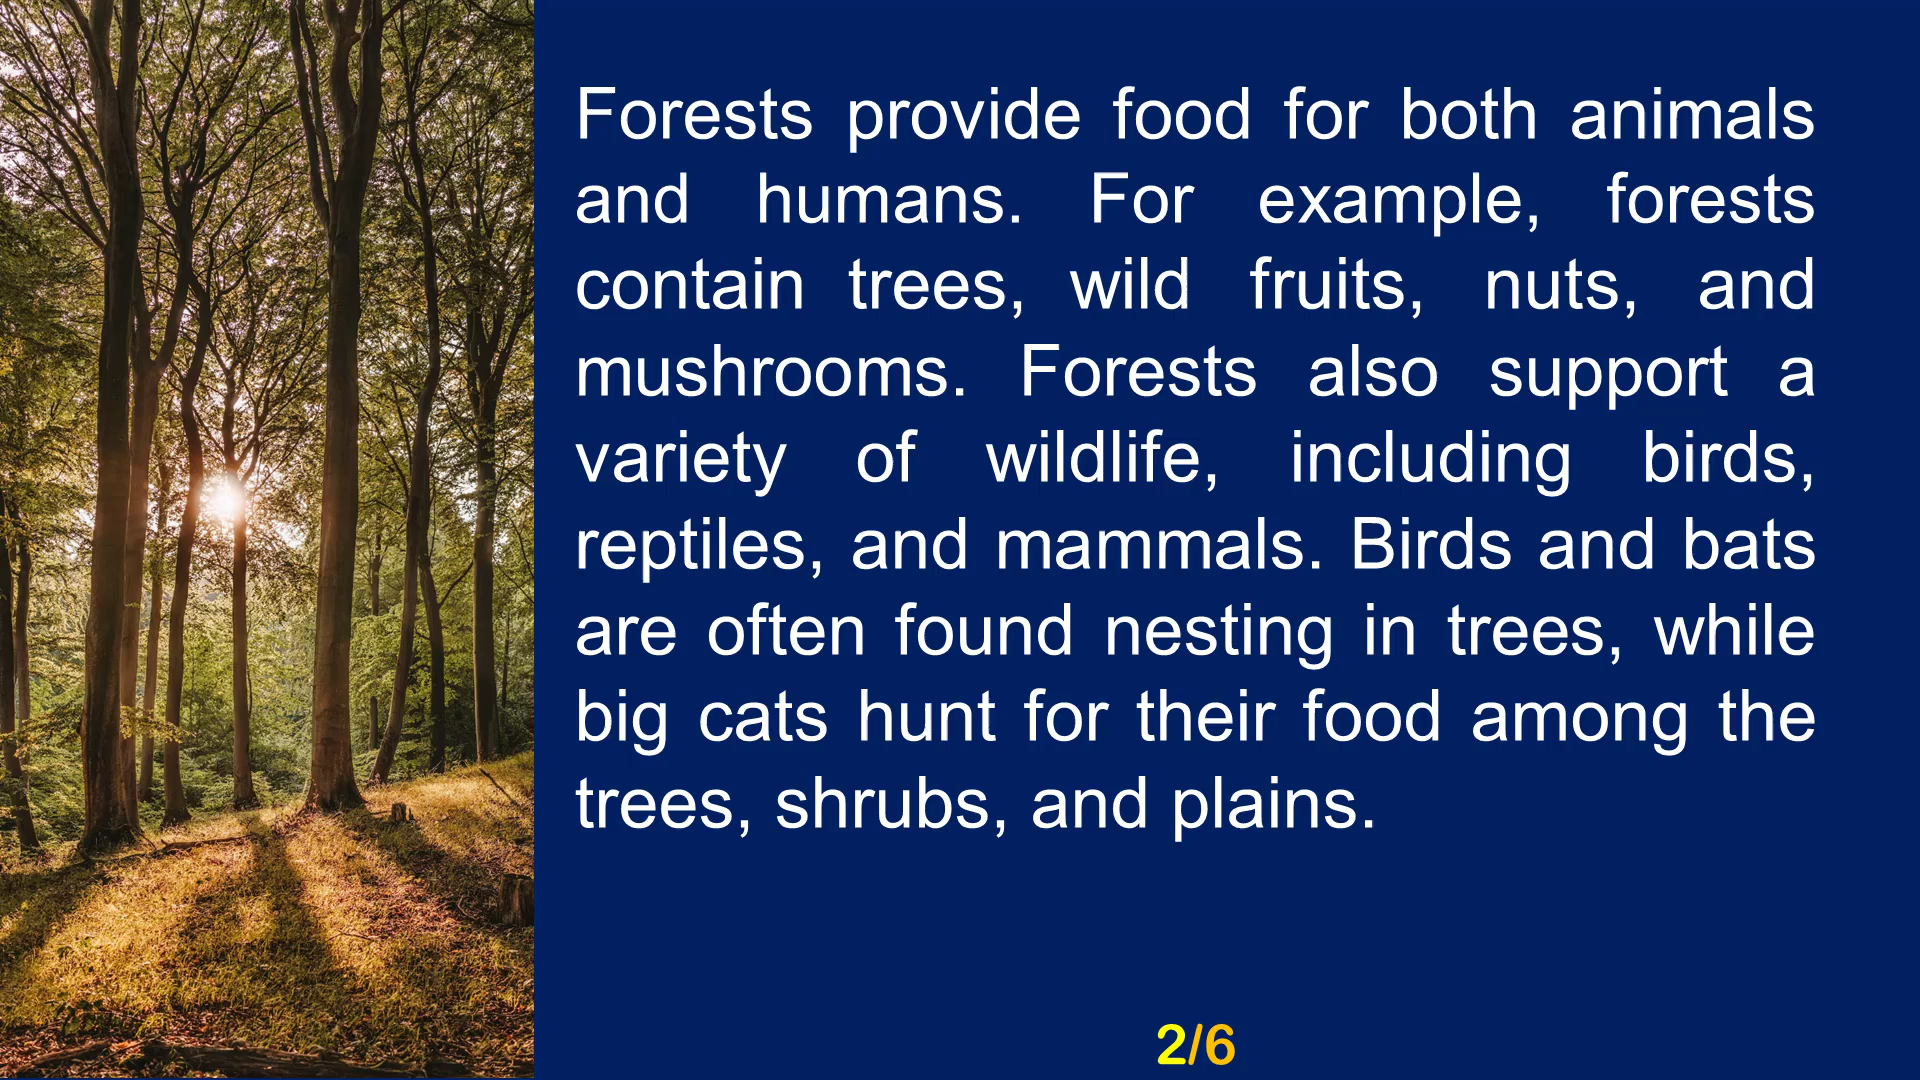 Forests provide food for both animals
and humans. For example, forests
contain trees, wild fruits, nuts, and
mushrooms. Forests also support a
variety of wildlife, including birds,
reptiles, and mammals. Birds and bats
are often found nesting in trees, while
big cats hunt for their food among the
trees, shrubs, and plains.
2/6